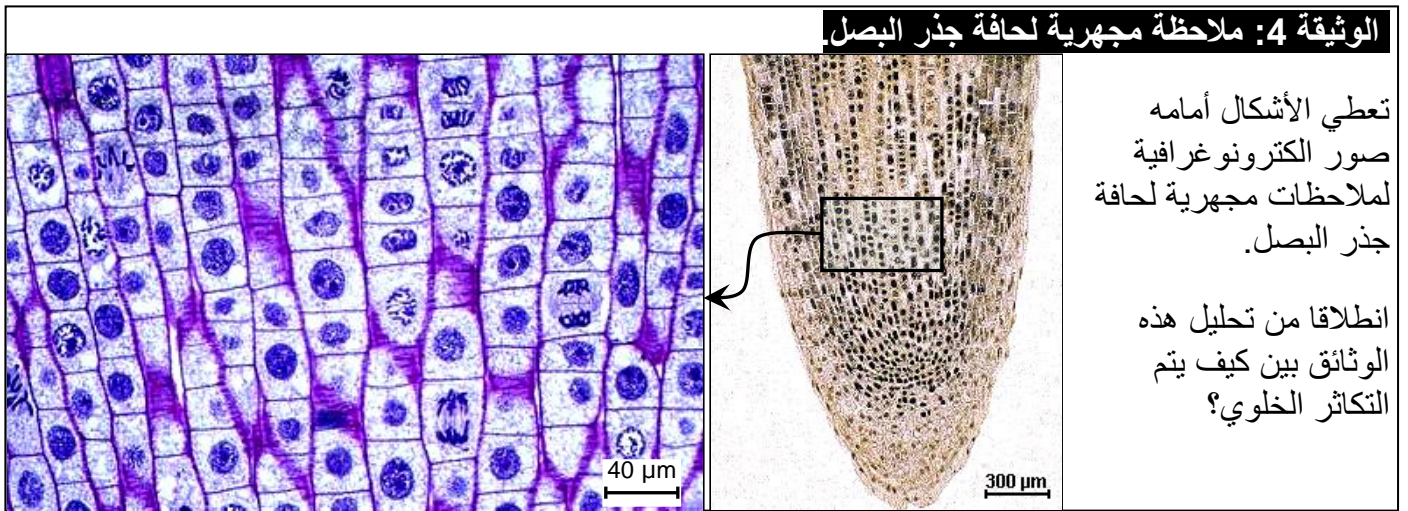 الوثيقة 4: ملاحظة مجهرية لحافة جذر البصل.
تعطي الأشكال أمامه
صور الكترونوغرافية
لملاحظات مجهرية لحافة
جذر البصل.
انطلاقا من تحليل هذه
الوثائق بين كيف يتم
التكاثر الخلوي؟
300 µm
40 µm